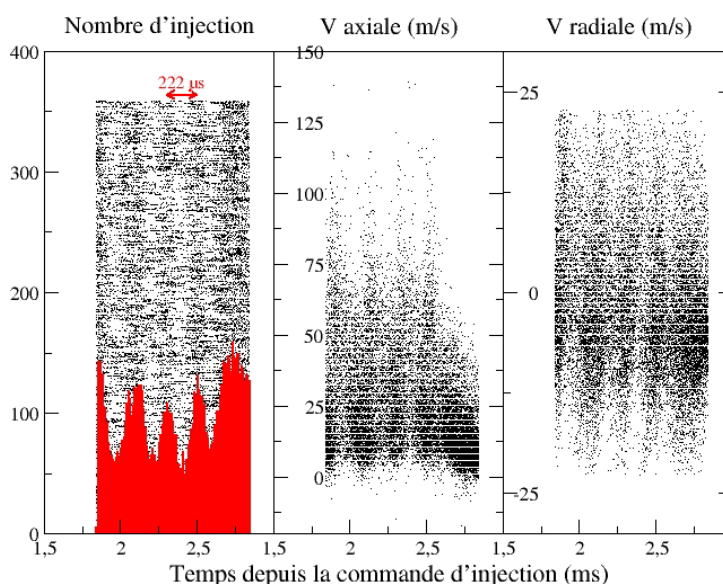 Nombre d'injection V axiale (m/s) V radiale (m/s)
400 150
222 µs 25
125
300
100
200 75 0
50
100 25
0
-25
0
1,5 2 2,5 1,5 2 2,5 1,5 2 2,5
Temps depuis la commande d'injection (ms)